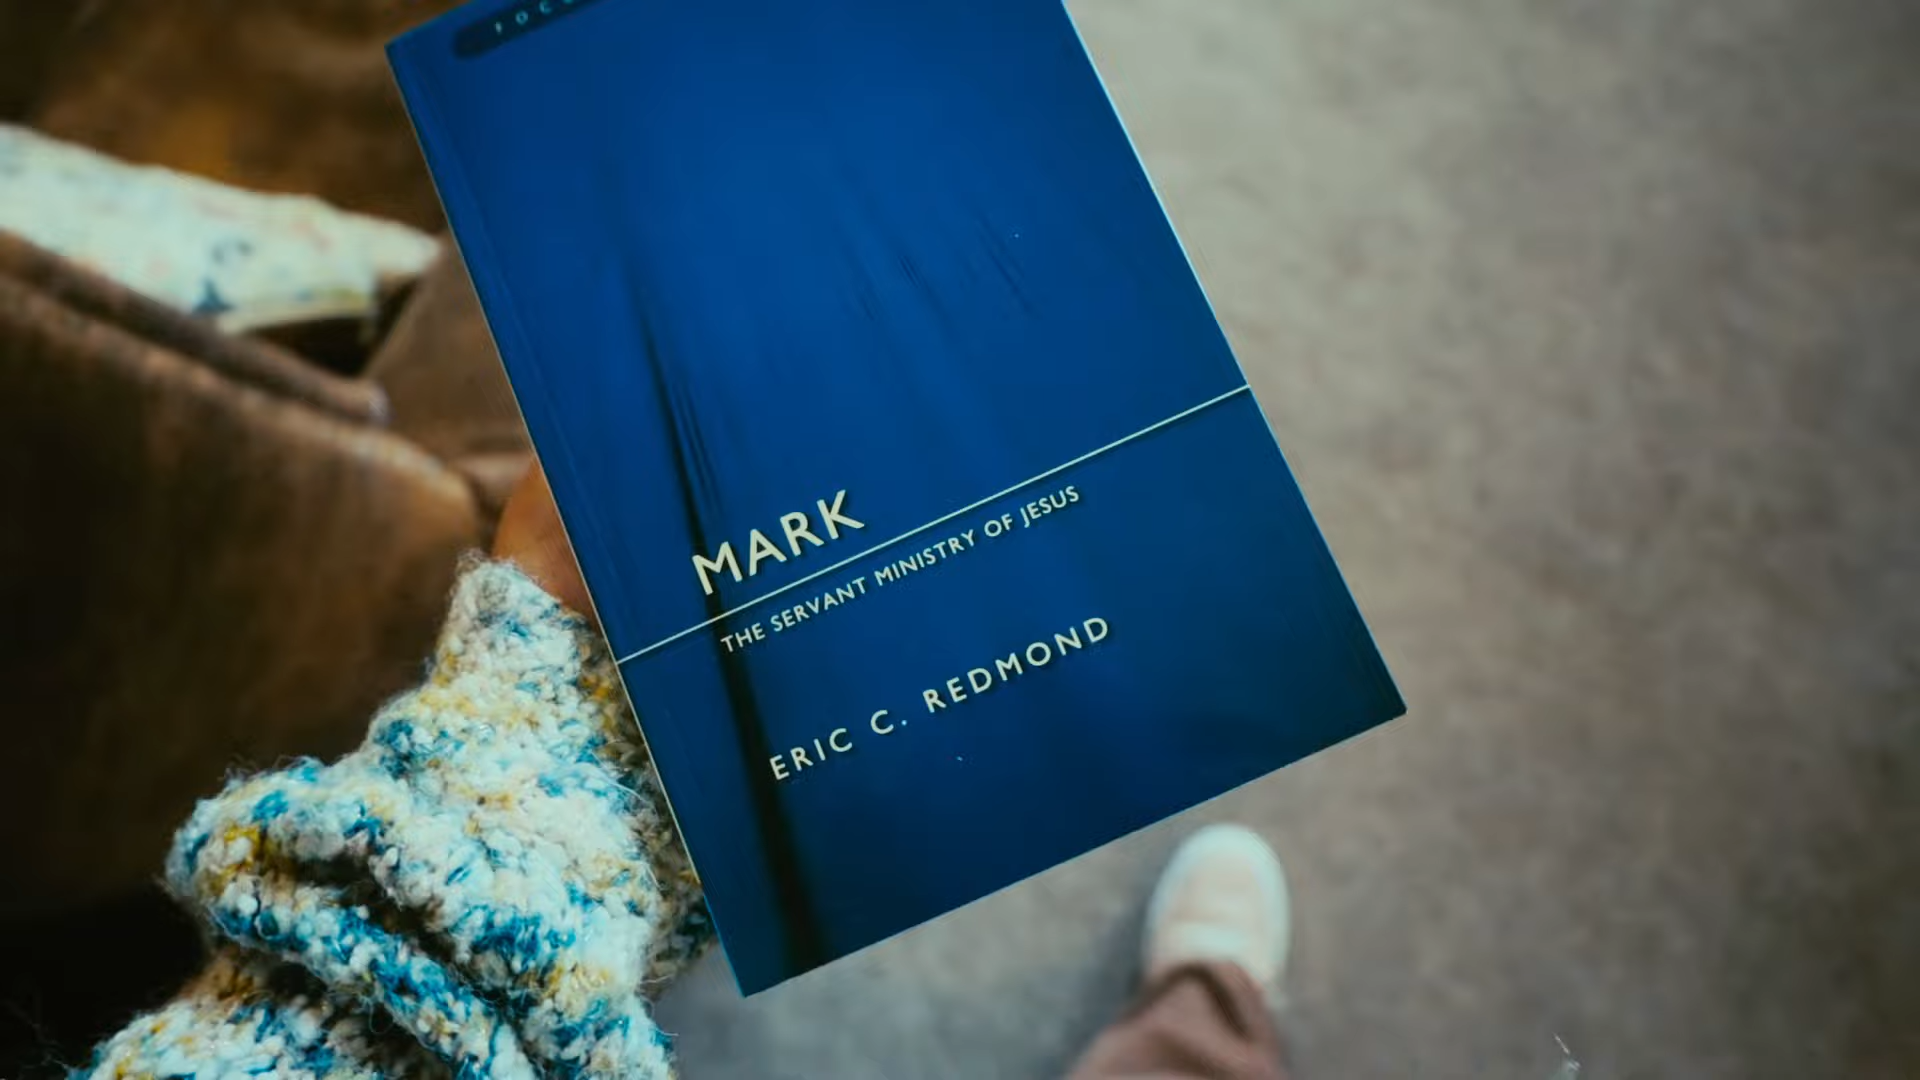 MARK
THE SERVANT MINISTRY OF JESUS
ERIC C. REDMOND